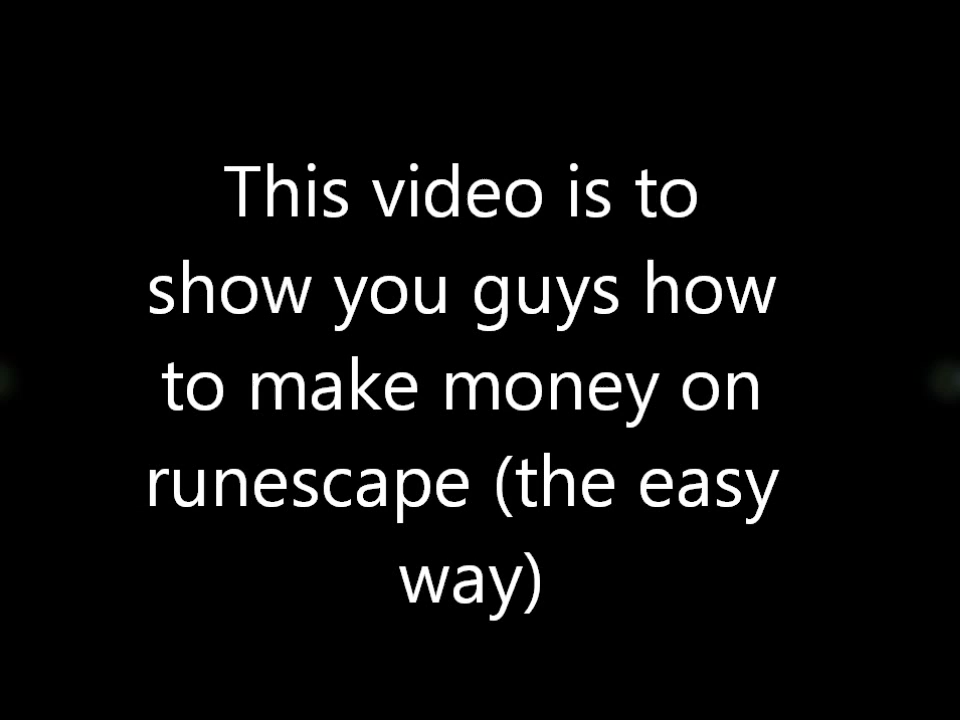 This video is to
show you guys how
to make money on
runescape (the easy
way)